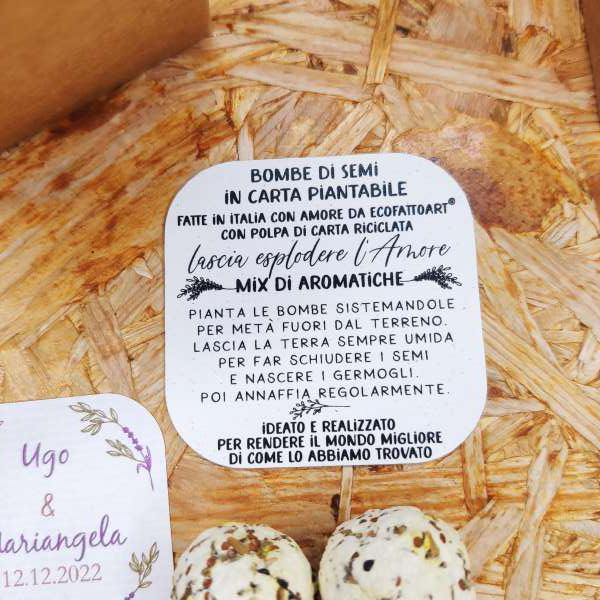 BOMBE DI SEMI
IN CARTA PIANTABILE
FATTE IN ITALIA CON AMORE DA ECOFATTOART®
CON POLPA DI CARTA RICICLATA
lascia esplodere l'Amore
MIX DI AROMATICHE
PIANTA LE BOMBE SISTEMANDOLE
PER METÀ FUORI DAL TERRENO.
LASCIA LA TERRA SEMPRE UMIDA
PER FAR SCHIUDERE I SEMI
E NASCERE I GERMOGLI.
POI ANNAFFIA REGOLARMENTE.
IDEATO E REALIZZATO
PER RENDERE IL MONDO MIGLIORE
DI COME LO ABBIAMO TROVATO
Ugo
&
Mariangela
12.12.2022